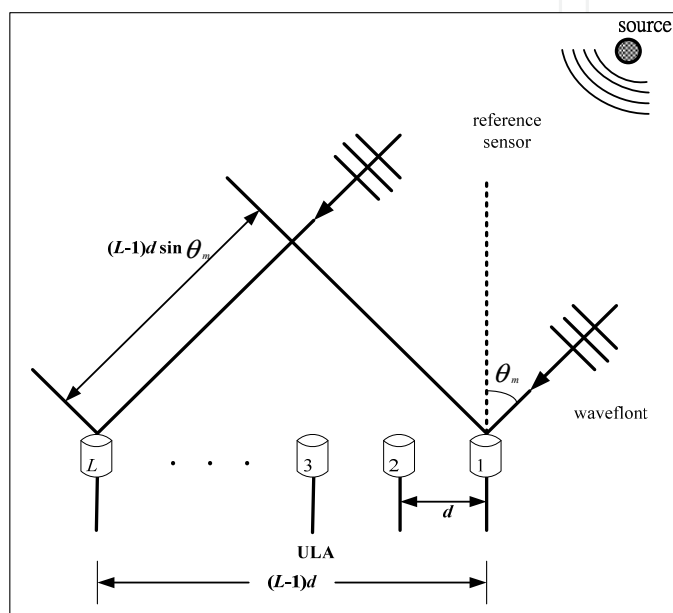 source
reference
sensor
(L-1)d sin θm
θm
waveflont
L . . . 3 2 1
d
ULA
(L-1)d